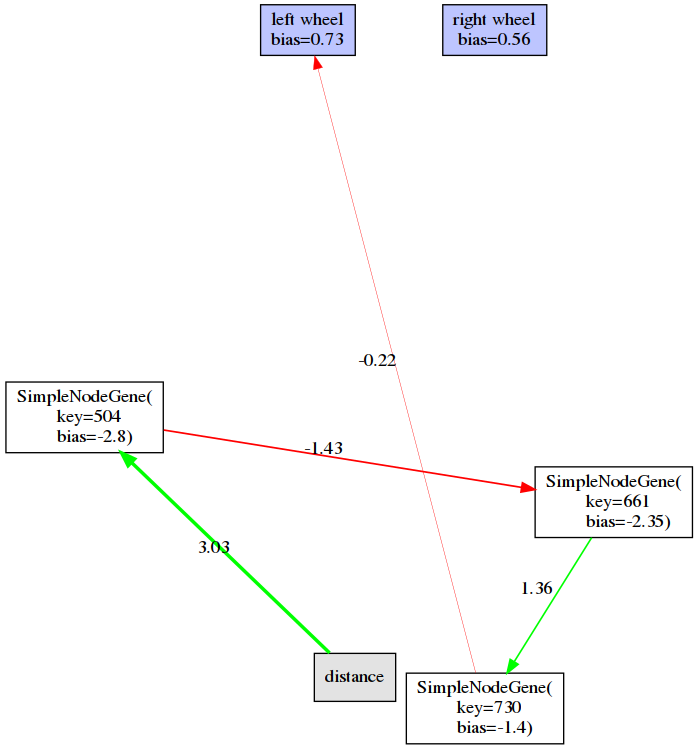 left wheel
bias=0.73
right wheel
bias=0.56
-0.22
SimpleNodeGene(
key=504
bias=-2.8)
-1.43
SimpleNodeGene(
key=661
bias=-2.35)
3.03
1.36
distance
SimpleNodeGene(
key=730
bias=-1.4)